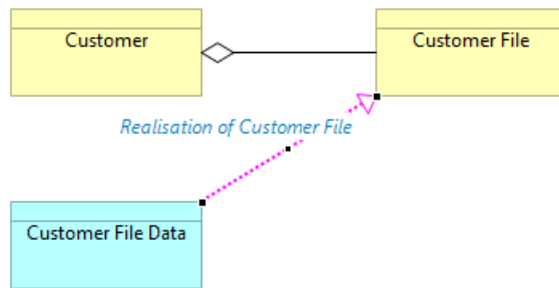 Customer
Customer File
Realisation of Customer File
Customer File Data